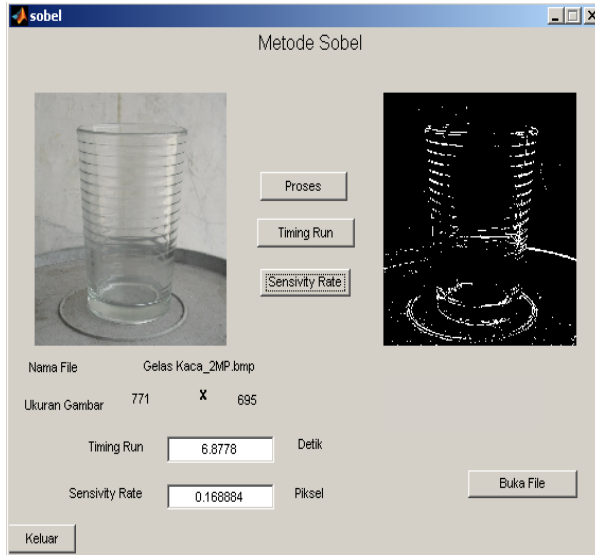 sobel
Metode Sobel
Proses
Timing Run
Sensivity Rate
Nama File Gelas Kaca_2MP.bmp
Ukuran Gambar 771 X 695
Timing Run 6.8778 Detik
Sensivity Rate 0.168884 Piksel
Buka File
Keluar